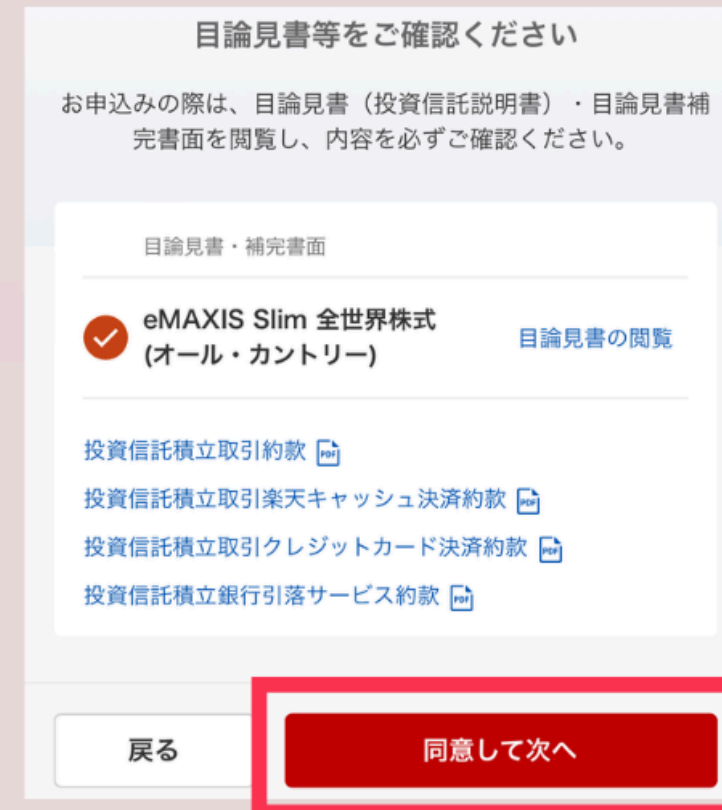 目論見書等をご確認ください
お申込みの際は、目論見書（投資信託説明書）・目論見書補
完書面を閲覧し、内容を必ずご確認ください。
目論見書・補完書面
eMAXIS Slim 全世界株式
(オール・カントリー)
目論見書の閲覧
投資信託積立取引約款 PDF
投資信託積立取引楽天キャッシュ決済約款 PDF
投資信託積立取引クレジットカード決済約款 PDF
投資信託積立銀行引落サービス約款 PDF
戻る
同意して次へ